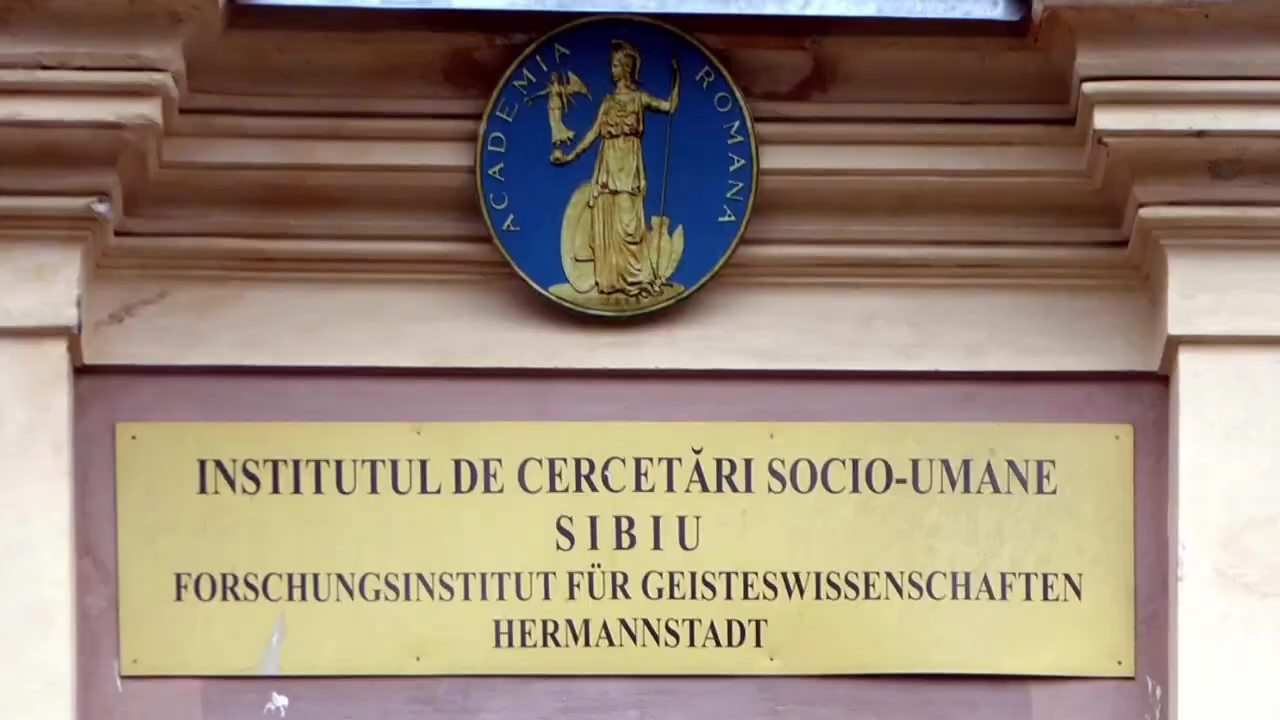 ACADEMIA ROMANA
INSTITUTUL DE CERCETĂRI SOCIO-UMANE
SIBIU
FORSCHUNGSINSTITUT FÜR GEISTESWISSENSCHAFTEN
HERMANNSTADT